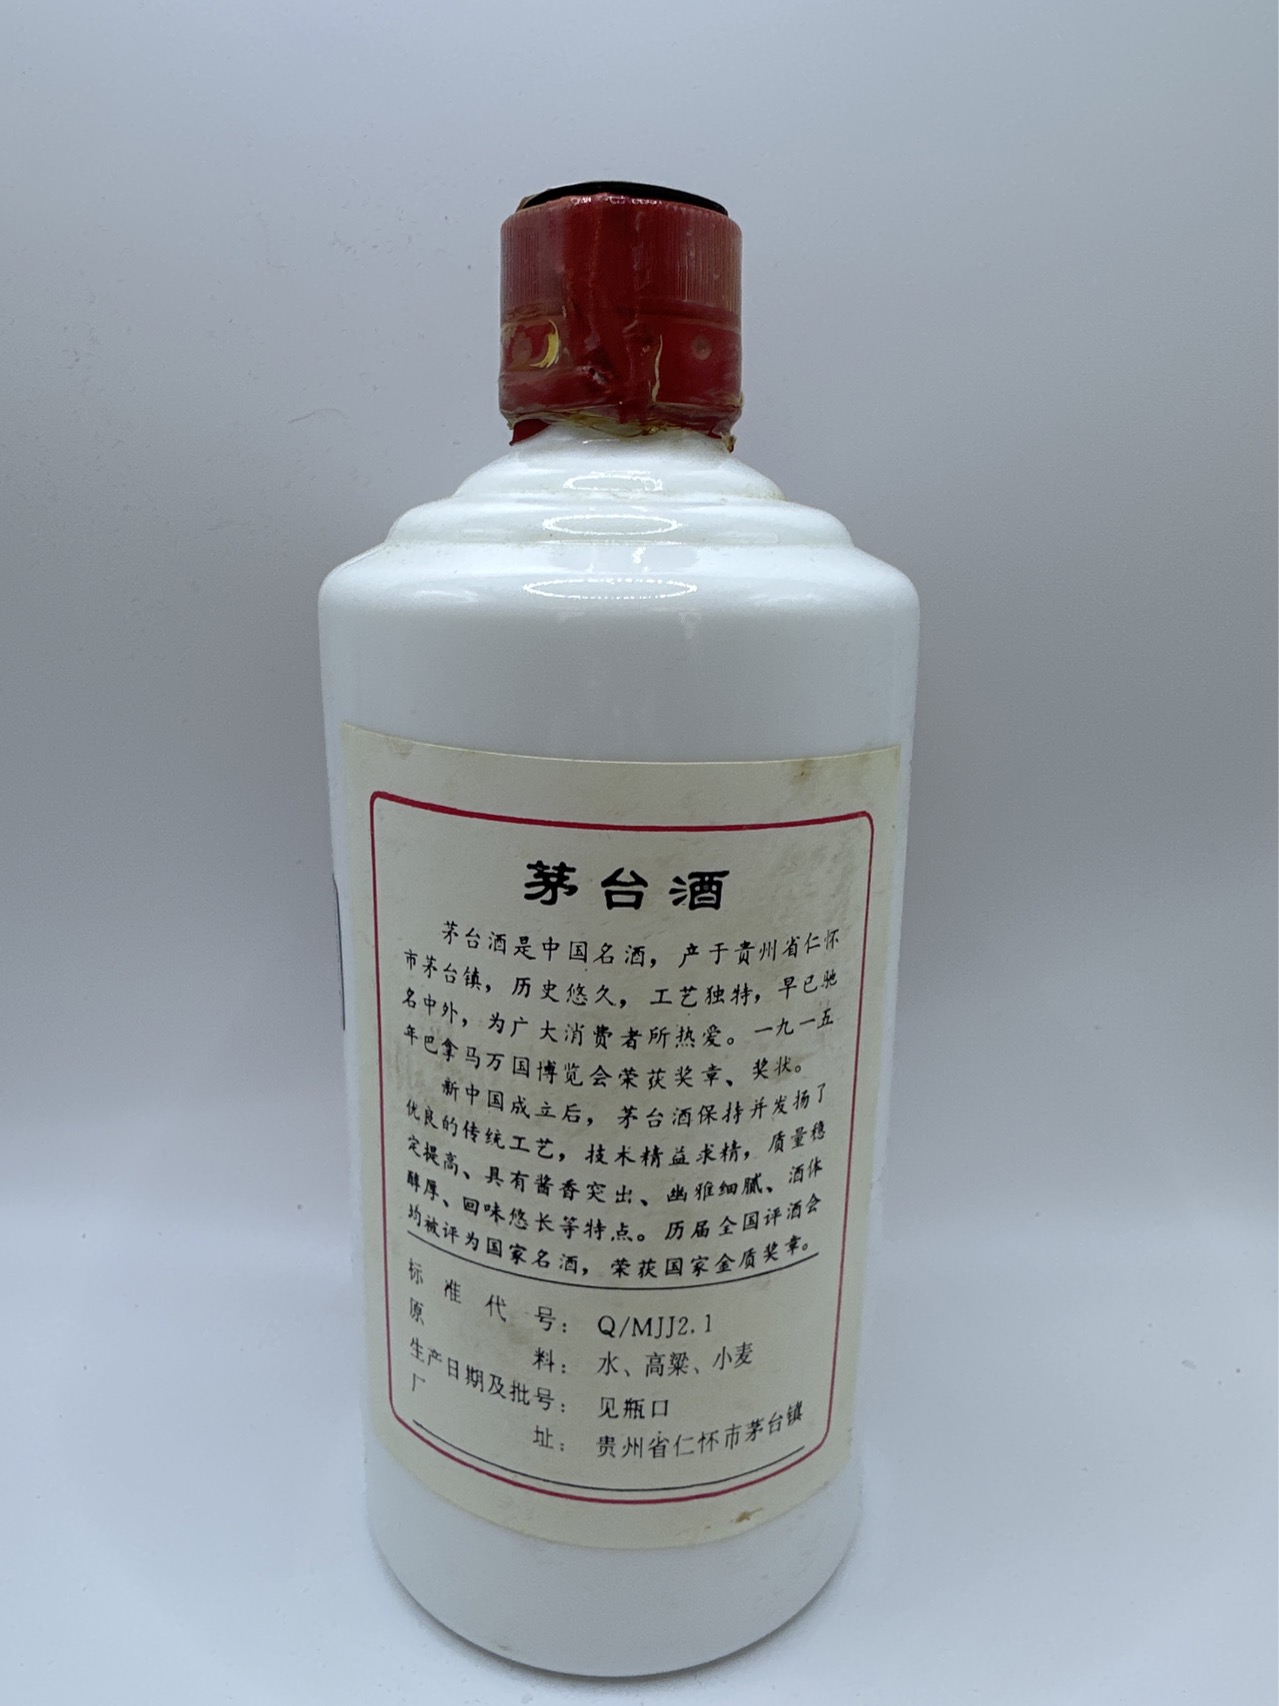 茅台酒
茅台酒是中国名酒，产于贵州省仁怀
市茅台镇，历史悠久，工艺独特，早已驰
名中外，为广大消费者所热爱。一九一五
年巴拿马万国博览会荣获奖章、奖状。
新中国成立后，茅台酒保持并发扬了
优良的传统工艺，技术精益求精，质量稳
定提高、具有酱香突出、幽雅细腻、酒体
醇厚、回味悠长等特点。历届全国评酒会
均被评为国家名酒，荣获国家金质奖章。
标准代号：Q/MJJ2.1
原料：水、高粱、小麦
生产日期及批号：见瓶口
厂址：贵州省仁怀市茅台镇